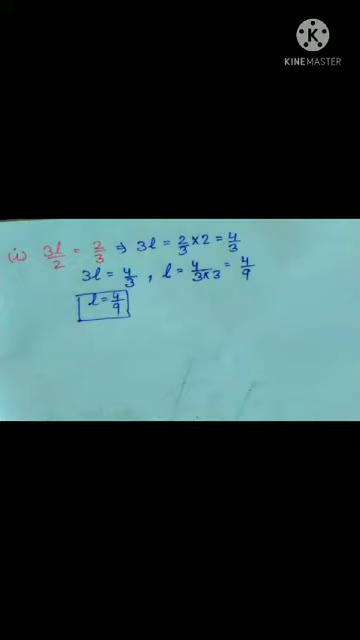 KINEMASTER
(i) 3l/2 = 2/3 ⇒ 3l = 2/3 × 2 = 4/3
3l = 4/3 , l = 4/3×3 = 4/9
l = 4/9